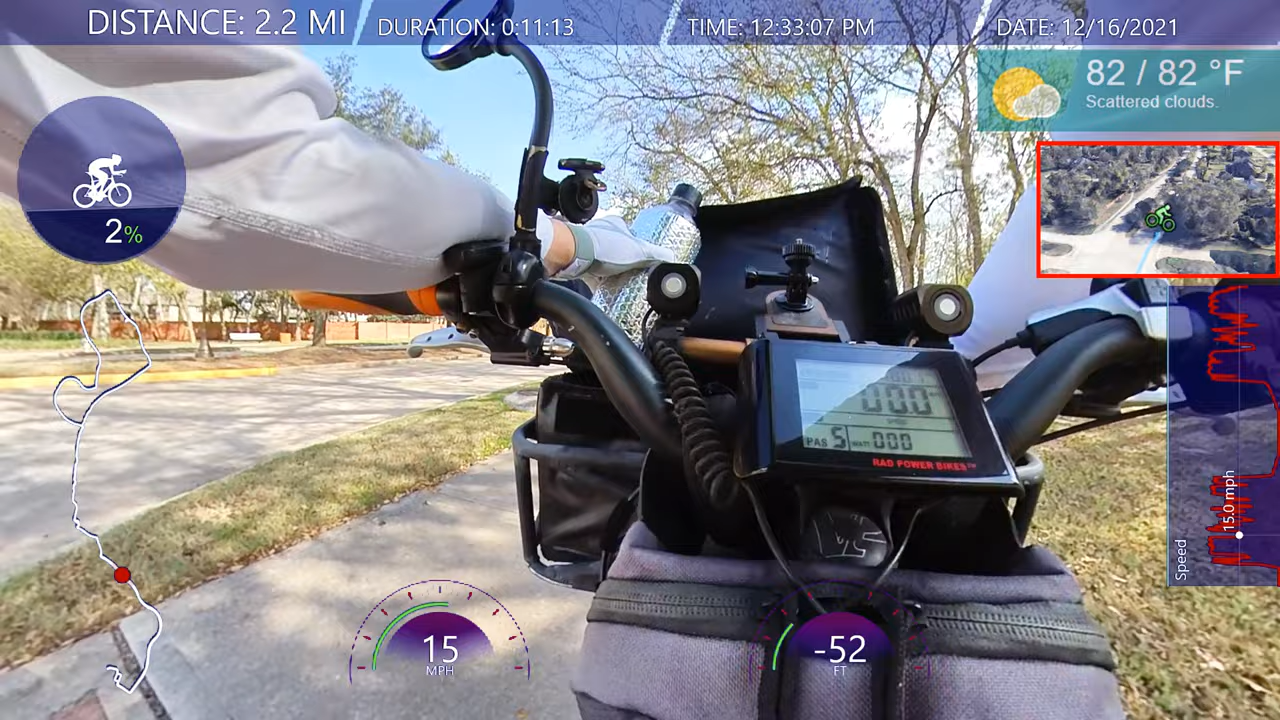 DISTANCE: 2.2 MI
DURATION: 0:11:13
TIME: 12:33:07 PM
DATE: 12/16/2021
82 / 82 °F
Scattered clouds.
2%
000
PAS 5 WATT 000
RAD POWER BIKES
15.0 mph
Speed
15
MPH
-52
FT